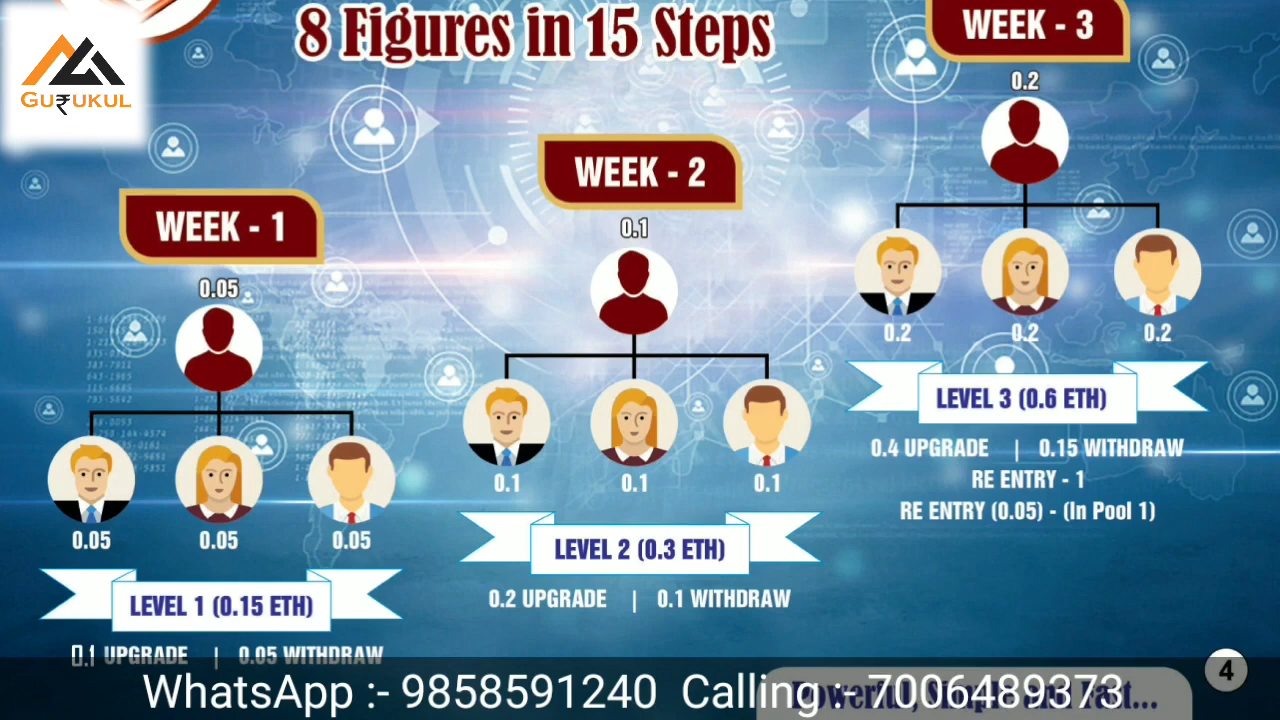 GU₹UKUL
8 Figures in 15 Steps
WEEK - 1
0.05
0.05 0.05 0.05
LEVEL 1 (0.15 ETH)
0.1 UPGRADE | 0.05 WITHDRAW
WEEK - 2
0.1
0.1 0.1 0.1
LEVEL 2 (0.3 ETH)
0.2 UPGRADE | 0.1 WITHDRAW
WEEK - 3
0.2
0.2 0.2 0.2
LEVEL 3 (0.6 ETH)
0.4 UPGRADE | 0.15 WITHDRAW
RE ENTRY - 1
RE ENTRY (0.05) - (In Pool 1)
4
WhatsApp :- 9858591240 Calling :- 7006489373